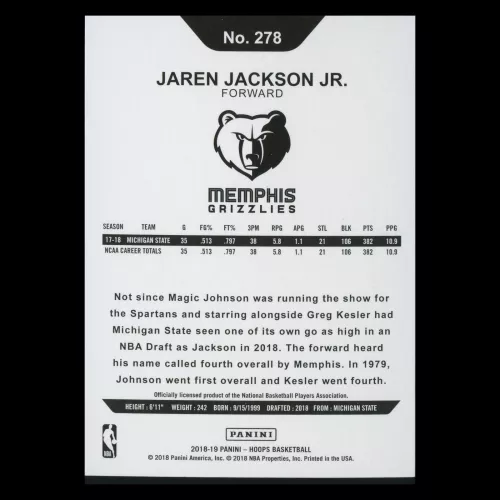 No. 278
JAREN JACKSON JR.
FORWARD
MEMPHIS
GRIZZLIES
SEASON TEAM G FG% FT% 3PM RPG APG STL BLK PTS PPG
17-18 MICHIGAN STATE 35 .513 .797 38 5.8 1.1 21 106 382 10.9
NCAA CAREER TOTALS 35 .513 .797 38 5.8 1.1 21 106 382 10.9
Not since Magic Johnson was running the show for
the Spartans and starring alongside Greg Kesler had
Michigan State seen one of its own go as high in an
NBA Draft as Jackson in 2018. The forward heard
his name called fourth overall by Memphis. In 1979,
Johnson went first overall and Kesler went fourth.
Officially licensed product of the National Basketball Players Association.
HEIGHT: 6'11" WEIGHT: 242 BORN: 9/15/1999 DRAFTED: 2018 FROM: MICHIGAN STATE
PANINI
NBA
2018-19 PANINI – HOOPS BASKETBALL
© 2018 Panini America, Inc. © 2018 NBA Properties, Inc. Printed in the USA.